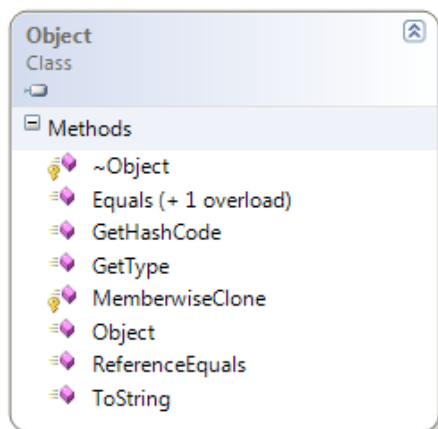 Object
Class
Methods
~Object
Equals (+ 1 overload)
GetHashCode
GetType
MemberwiseClone
Object
ReferenceEquals
ToString